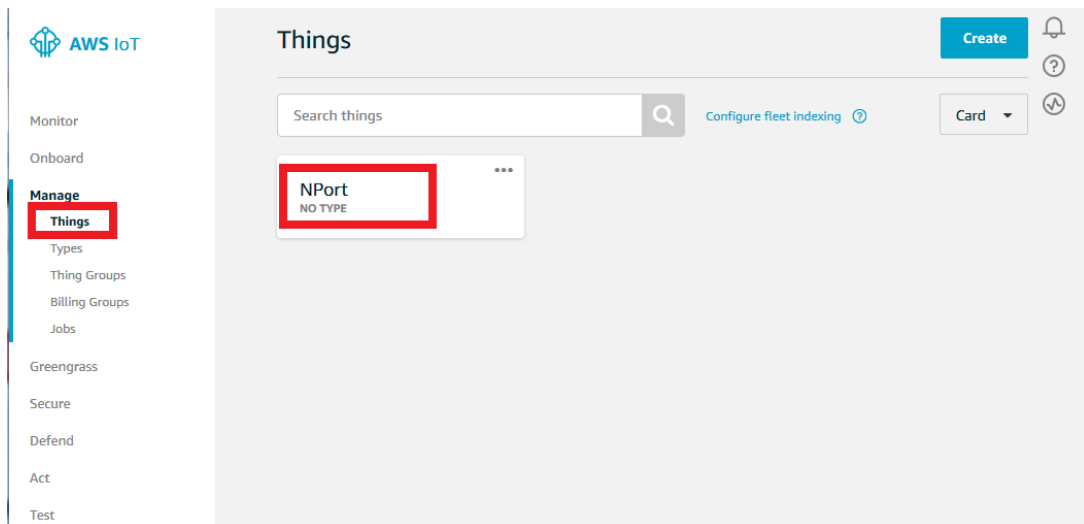 AWS IoT
Monitor
Onboard
Manage
Things
Types
Thing Groups
Billing Groups
Jobs
Greengrass
Secure
Defend
Act
Test
Things
Create
Search things
Configure fleet indexing ?
Card
NPort
NO TYPE